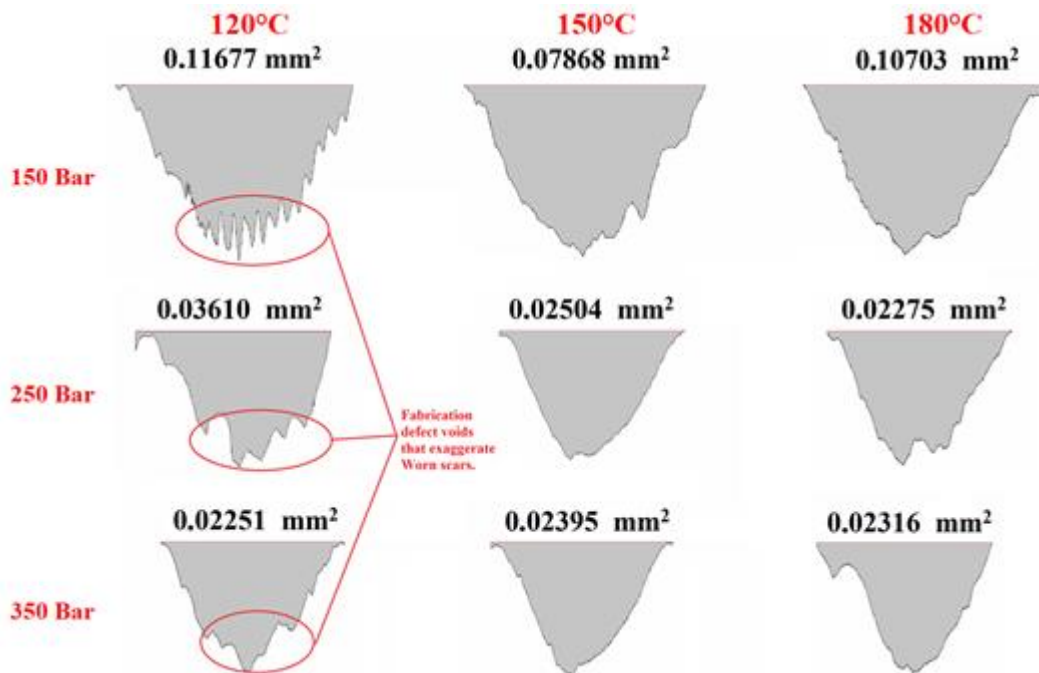 120°C 150°C 180°C
0.11677 mm² 0.07868 mm² 0.10703 mm²
150 Bar
0.03610 mm² 0.02504 mm² 0.02275 mm²
250 Bar
Fabrication
defect voids
that exaggerate
Worn scars.
0.02251 mm² 0.02395 mm² 0.02316 mm²
350 Bar